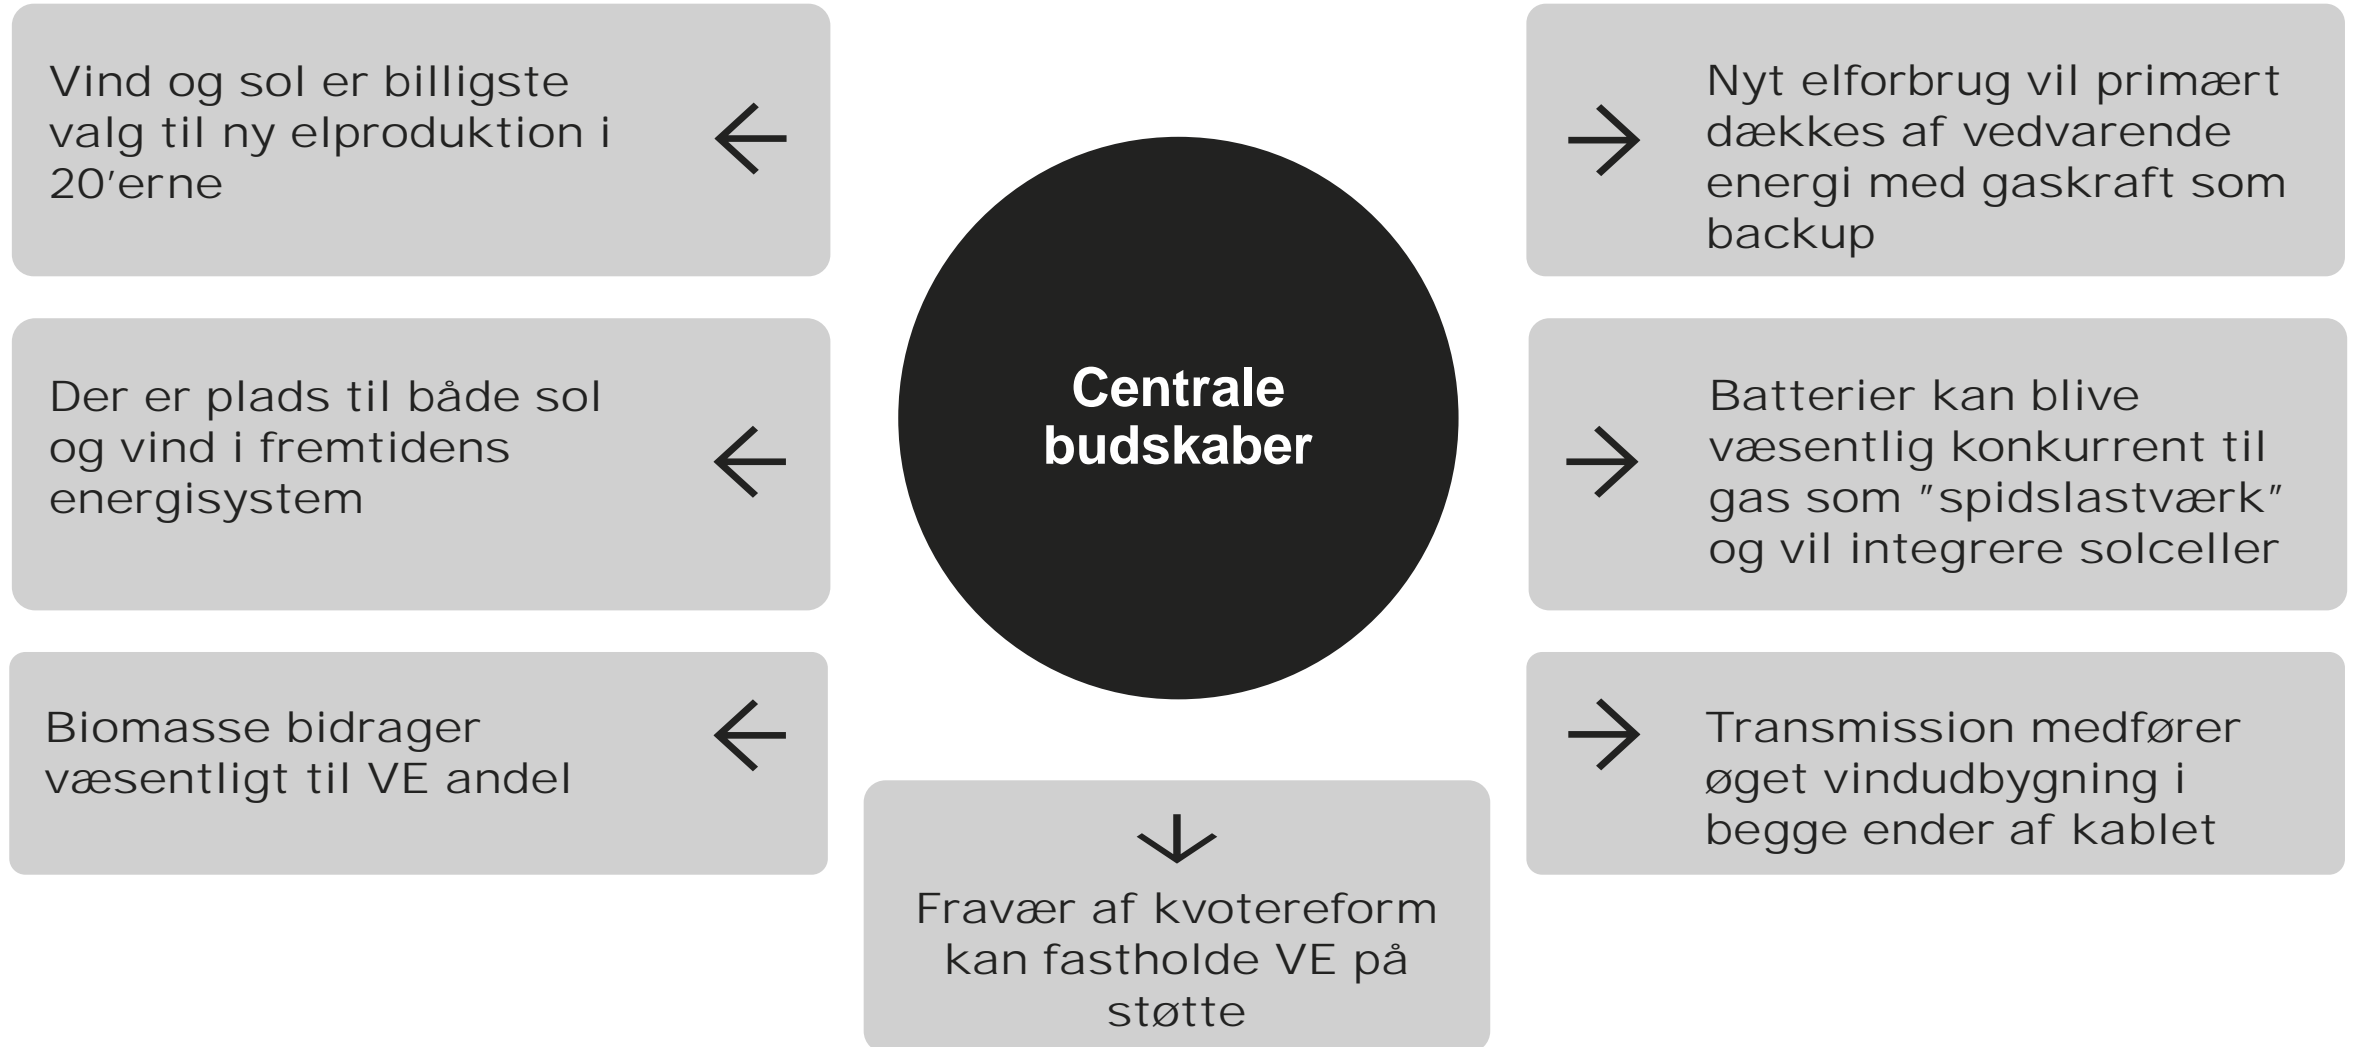 Vind og sol er billigste
valg til ny elproduktion i
20'erne
Der er plads til både sol
og vind i fremtidens
energisystem
Biomasse bidrager
væsentligt til VE andel
Centrale
budskaber
Fravær af kvotereform
kan fastholde VE på
støtte
Nyt elforbrug vil primært
dækkes af vedvarende
energi med gaskraft som
backup
Batterier kan blive
væsentlig konkurrent til
gas som "spidslastværk"
og vil integrere solceller
Transmission medfører
øget vindudbygning i
begge ender af kablet